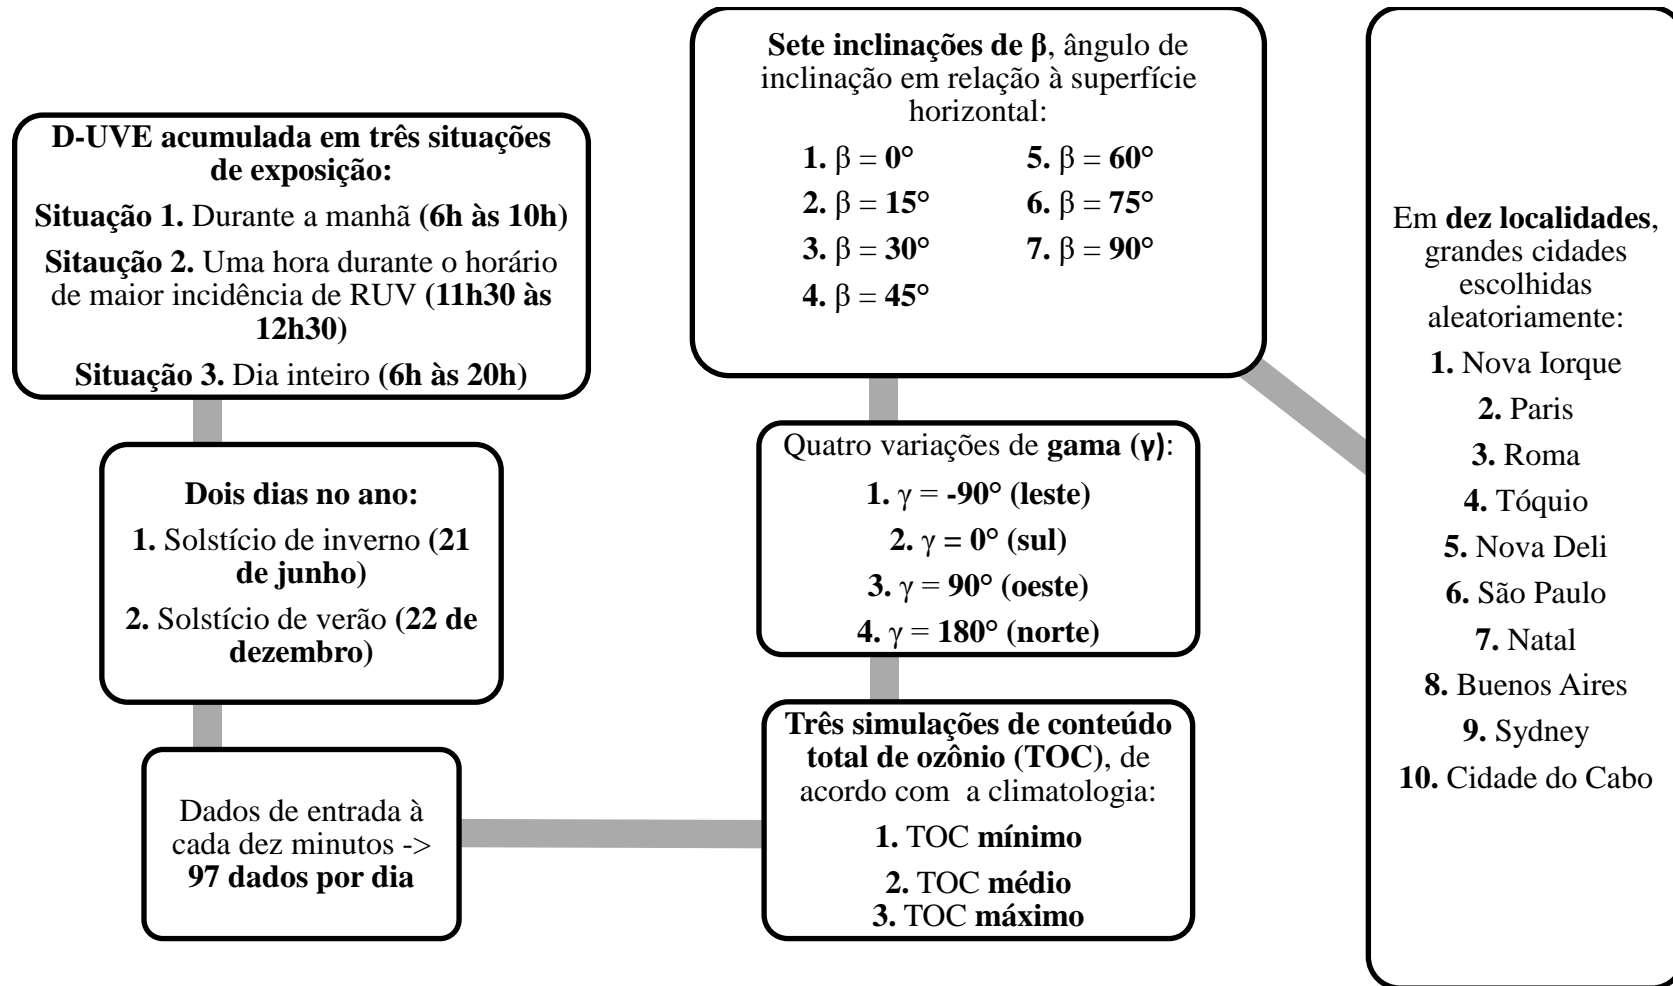 D-UVE acumulada em três situações
de exposição:
Situação 1. Durante a manhã (6h às 10h)
Sitaução 2. Uma hora durante o horário
de maior incidência de RUV (11h30 às
12h30)
Situação 3. Dia inteiro (6h às 20h)
Dois dias no ano:
1. Solstício de inverno (21
de junho)
2. Solstício de verão (22 de
dezembro)
Dados de entrada à
cada dez minutos ->
97 dados por dia
Três simulações de conteúdo
total de ozônio (TOC), de
acordo com  a climatologia:
1. TOC mínimo
2. TOC médio
3. TOC máximo
Quatro variações de gama (γ):
1. γ = -90° (leste)
2. γ = 0° (sul)
3. γ = 90° (oeste)
4. γ = 180° (norte)
Sete inclinações de β, ângulo de
inclinação em relação à superfície
horizontal:
1. β = 0°
2. β = 15°
3. β = 30°
4. β = 45°
5. β = 60°
6. β = 75°
7. β = 90°
Em dez localidades,
grandes cidades
escolhidas
aleatoriamente:
1. Nova Iorque
2. Paris
3. Roma
4. Tóquio
5. Nova Deli
6. São Paulo
7. Natal
8. Buenos Aires
9. Sydney
10. Cidade do Cabo